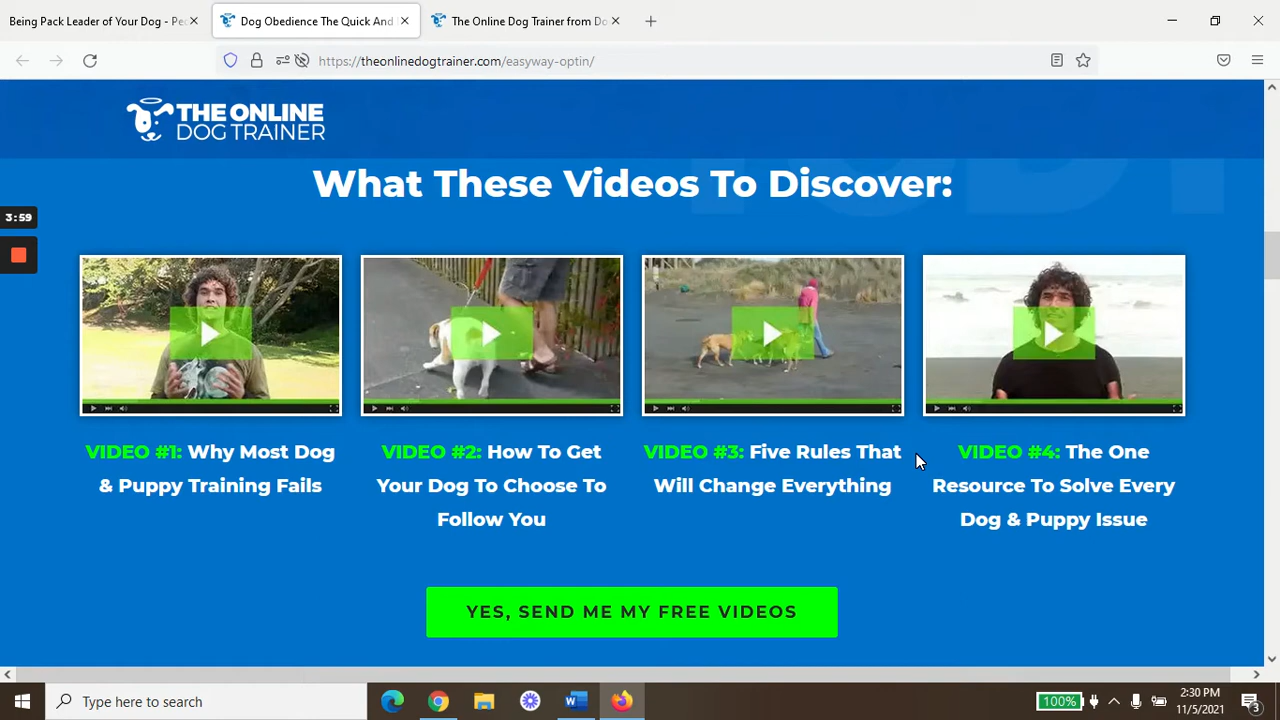 Being Pack Leader of Your Dog - Pe
Dog Obedience The Quick And
The Online Dog Trainer from Do
https://theonlinedogtrainer.com/easyway-optin/
THE ONLINE
DOG TRAINER
What These Videos To Discover:
3:59
VIDEO #1: Why Most Dog
& Puppy Training Fails
VIDEO #2: How To Get
Your Dog To Choose To
Follow You
VIDEO #3: Five Rules That
Will Change Everything
VIDEO #4: The One
Resource To Solve Every
Dog & Puppy Issue
YES, SEND ME MY FREE VIDEOS
Type here to search
100%
2:30 PM
11/5/2021
3